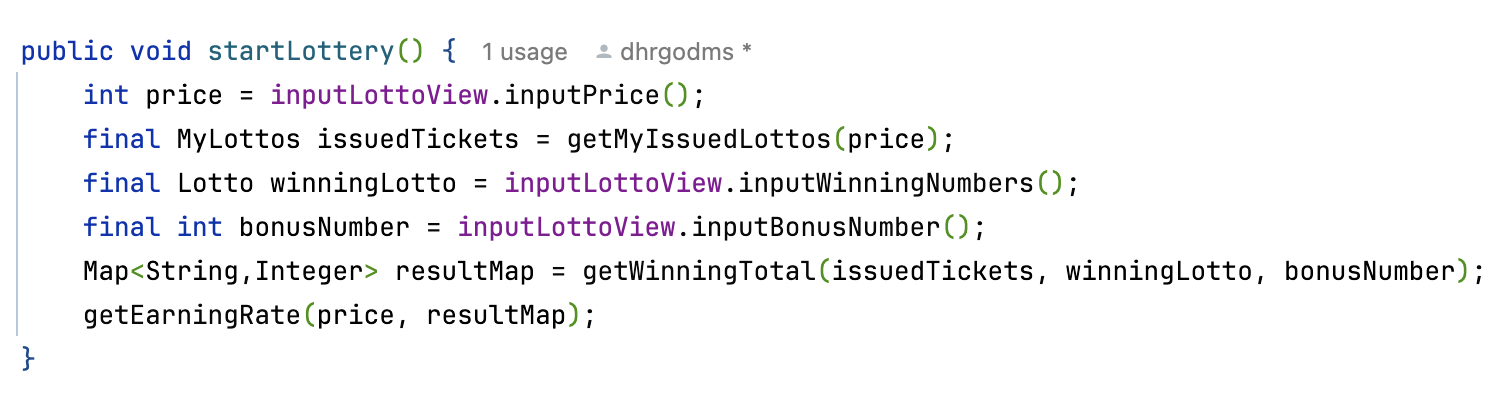 public void startLottery() { 1 usage dhrgodms *
int price = inputLottoView.inputPrice();
final MyLottos issuedTickets = getMyIssuedLottos(price);
final Lotto winningLotto = inputLottoView.inputWinningNumbers();
final int bonusNumber = inputLottoView.inputBonusNumber();
Map<String,Integer> resultMap = getWinningTotal(issuedTickets, winningLotto, bonusNumber);
getEarningRate(price, resultMap);
}